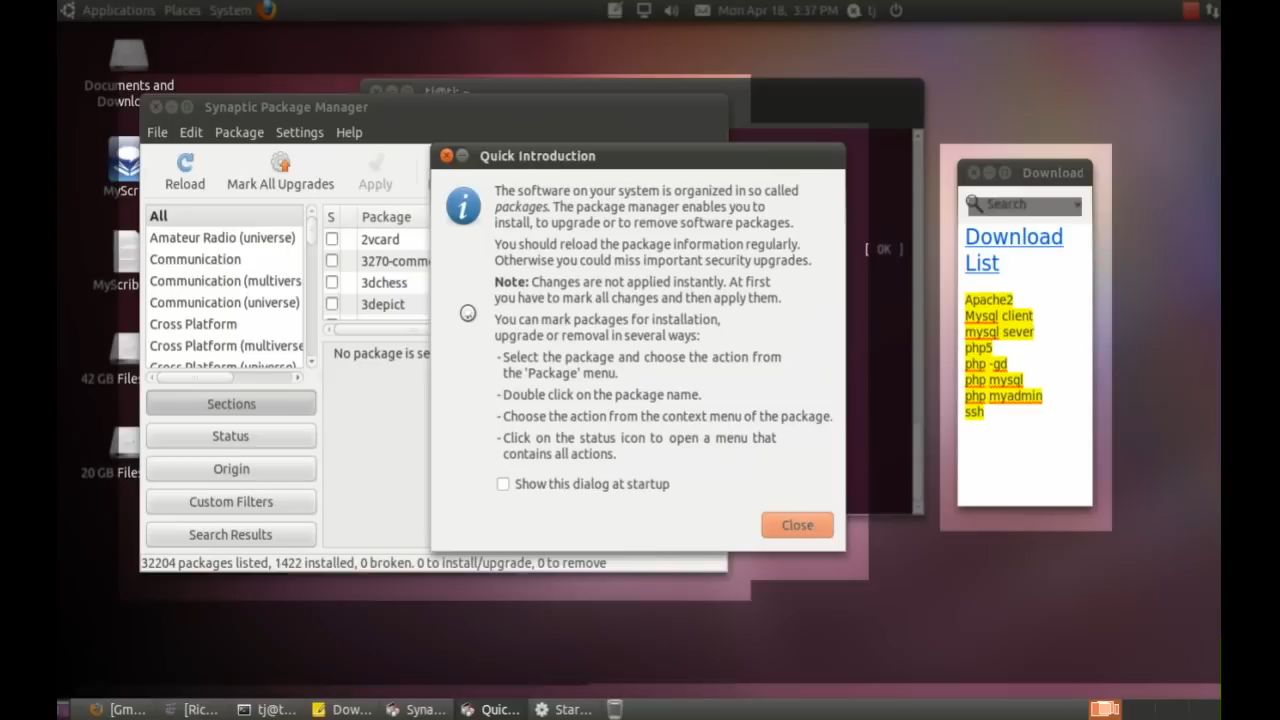 Applications Places System
Mon Apr 18, 3:37 PM
tj
Documents and
Synaptic Package Manager
File Edit Package Settings Help
Reload
Mark All Upgrades
Apply
All
Amateur Radio (universe)
Communication
Communication (multivers
Communication (universe)
Cross Platform
Cross Platform (multiverse
Cross Platform (universe)
S Package
2vcard
3270-comm
3dchess
3depict
No package is se
Sections
Status
Origin
Custom Filters
Search Results
32204 packages listed, 1422 installed, 0 broken. 0 to install/upgrade, 0 to remove
MyScri
MyScrib
42 GB Files
20 GB Files
Quick Introduction
i
The software on your system is organized in so called
packages. The package manager enables you to
install, to upgrade or to remove software packages.
You should reload the package information regularly.
Otherwise you could miss important security upgrades.
Note: Changes are not applied instantly. At first
you have to mark all changes and then apply them.
You can mark packages for installation,
upgrade or removal in several ways:
- Select the package and choose the action from
the 'Package' menu.
- Double click on the package name.
- Choose the action from the context menu of the package.
- Click on the status icon to open a menu that
contains all actions.
Show this dialog at startup
Close
[ OK ]
Download
Search
Download
List
Apache2
Mysql client
mysql sever
php5
php -gd
php mysql
php myadmin
ssh
[Gm... [Ric... tj@t... Dow... Syna... Quic... Star...